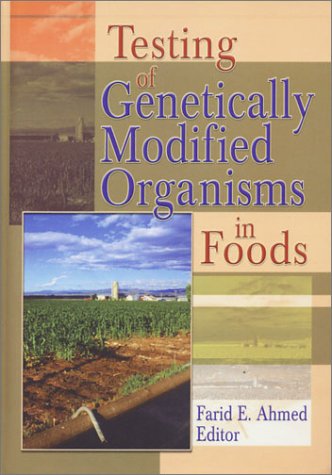 Testing
of
Genetically
Modified
Organisms
in
Foods
Farid E. Ahmed
Editor